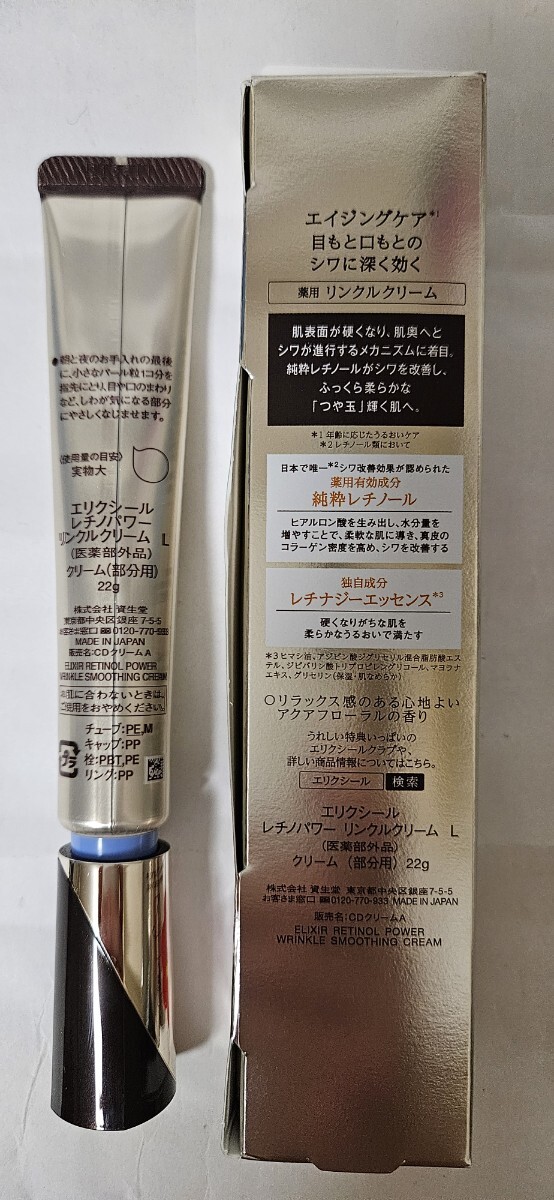 ●朝と夜のお手入れの最後
に、小さなパール粒1コ分を
指先にとり、目や口のまわり
など、しわが気になる部分
にやさしくなじませます。
〈使用量の目安〉
実物大
エリクシール
レチノパワー
リンクルクリーム L
(医薬部外品)
クリーム(部分用)
22g
株式会社 資生堂
東京都中央区銀座7-5-5
お客さま窓口 0120-770-933
MADE IN JAPAN
販売名:CDクリームA
ELIXIR RETINOL POWER
WRINKLE SMOOTHING CREAM
お肌に合わないときは、
ご使用をおやめください。
チューブ:PE,M
キャップ:PP
栓:PBT,PE
リング:PP
プラ
エイジングケア*1
目もと口もとの
シワに深く効く
薬用 リンクルクリーム
肌表面が硬くなり、肌奥へと
シワが進行するメカニズムに着目。
純粋レチノールがシワを改善し、
ふっくら柔らかな
「つや玉」輝く肌へ。
*1 年齢に応じたうるおいケア
*2 レチノール類において
日本で唯一*2シワ改善効果が認められた
薬用有効成分
純粋レチノール
ヒアルロン酸を生み出し、水分量を
増やすことで、柔軟な肌に導き、真皮の
コラーゲン密度を高め、シワを改善する
独自成分
レチナジーエッセンス*3
硬くなりがちな肌を
柔らかなうるおいで満たす
*3 ヒマシ油、アジピン酸ジグリセリル混合脂肪酸エス
テル、ジピバリン酸トリプロピレングリコール、マヨラナ
エキス、グリセリン(保湿・肌なめらか)
○リラックス感のある心地よい
アクアフローラルの香り
うれしい特典いっぱいの
エリクシールクラブや、
詳しい商品情報についてはこちら。
エリクシール 検索
エリクシール
レチノパワー リンクルクリーム L
(医薬部外品)
クリーム (部分用) 22g
株式会社 資生堂 東京都中央区銀座7-5-5
お客さま窓口 0120-770-933 MADE IN JAPAN
販売名:CDクリームA
ELIXIR RETINOL POWER
WRINKLE SMOOTHING CREAM